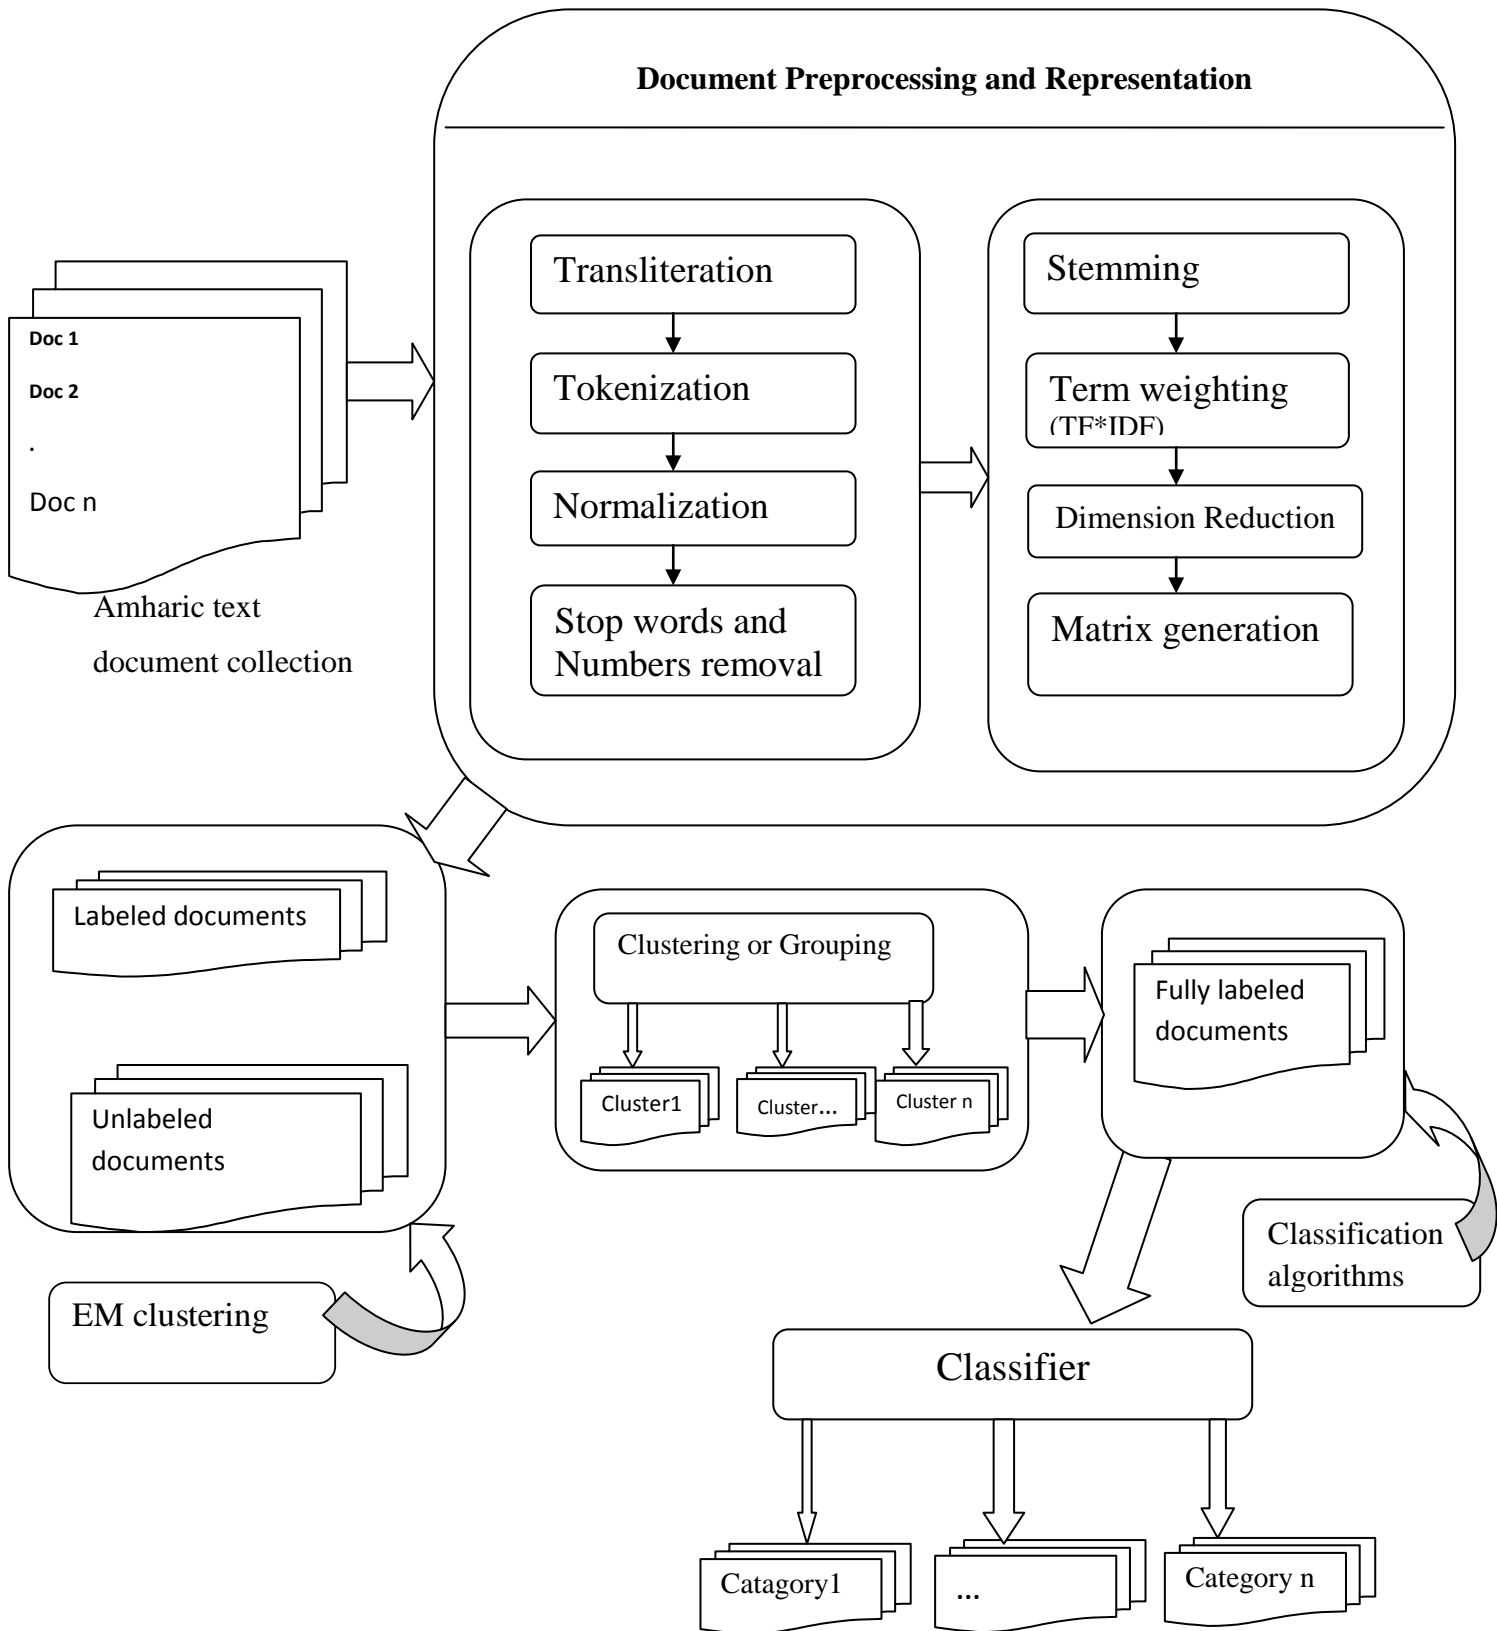 Document Preprocessing and Representation
Transliteration
Tokenization
Normalization
Stop words and
Numbers removal
Stemming
Term weighting
(TF*IDF)
Dimension Reduction
Matrix generation
Doc 1
Doc 2
.
Doc n
Amharic text
document collection
Labeled documents
Unlabeled
documents
EM clustering
Clustering or Grouping
Cluster1
Cluster...
Cluster n
Fully labeled
documents
Classification
algorithms
Classifier
Catagory1
...
Category n